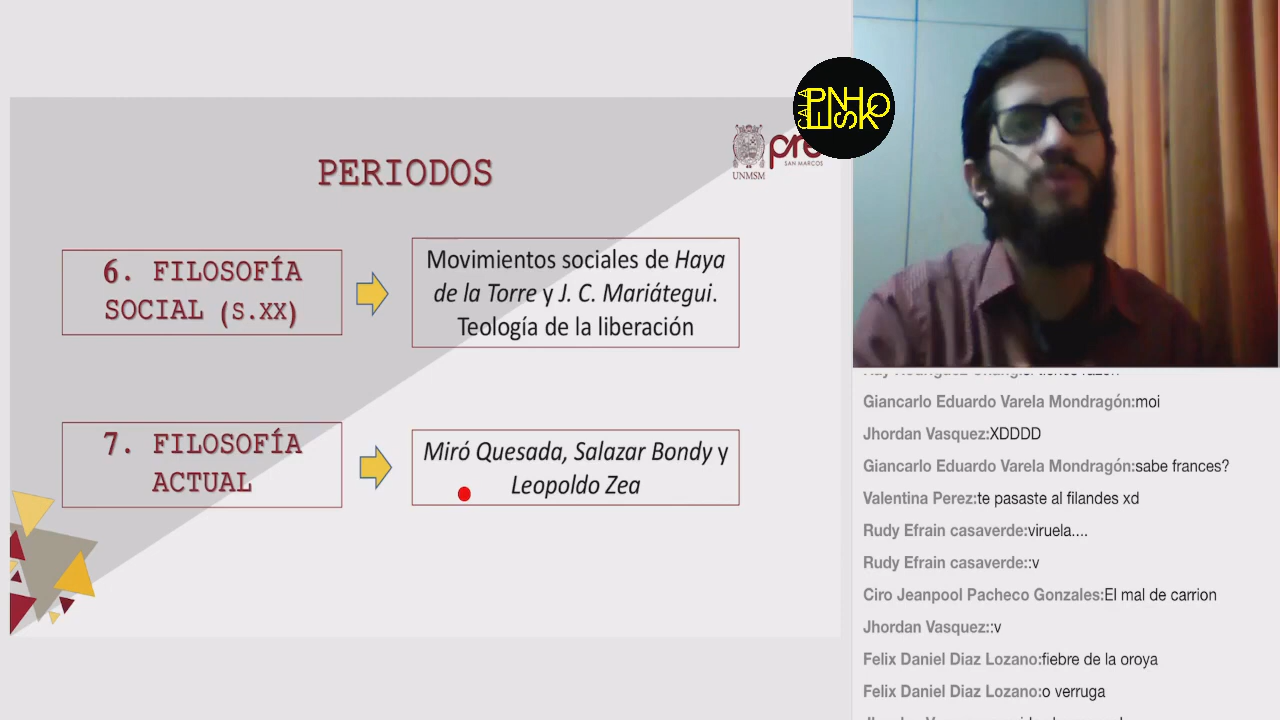 PERIODOS
UNMSM
SAN MARCOS
6. FILOSOFÍA
SOCIAL (S.XX)
Movimientos sociales de Haya
de la Torre y J. C. Mariátegui.
Teología de la liberación
7. FILOSOFÍA
ACTUAL
Miró Quesada, Salazar Bondy y
Leopoldo Zea
Giancarlo Eduardo Varela Mondragón:moi
Jhordan Vasquez:XDDDD
Giancarlo Eduardo Varela Mondragón:sabe frances?
Valentina Perez:te pasaste al filandes xd
Rudy Efrain casaverde:viruela....
Rudy Efrain casaverde::v
Ciro Jeanpool Pacheco Gonzales:El mal de carrion
Jhordan Vasquez::v
Felix Daniel Diaz Lozano:fiebre de la oroya
Felix Daniel Diaz Lozano:o verruga